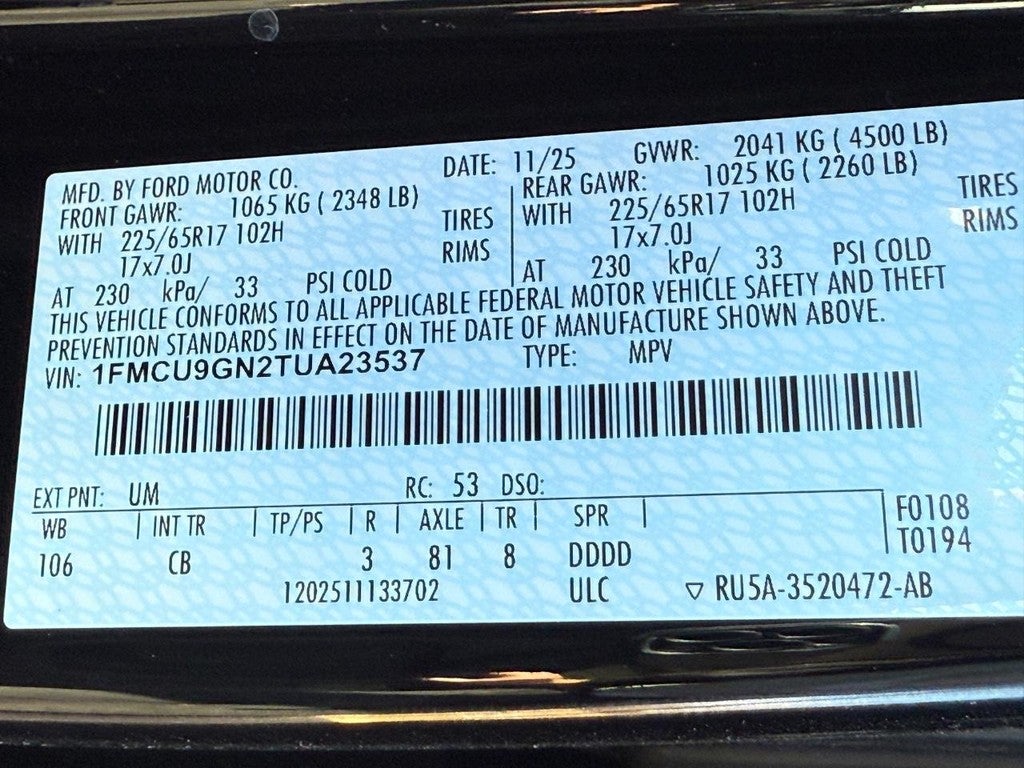 MFD. BY FORD MOTOR CO. DATE: 11/25 GVWR: 2041 KG ( 4500 LB)
FRONT GAWR: 1065 KG ( 2348 LB) REAR GAWR: 1025 KG ( 2260 LB)
WITH 225/65R17 102H TIRES WITH 225/65R17 102H TIRES
17x7.0J RIMS 17x7.0J RIMS
AT 230 kPa/ 33 PSI COLD AT 230 kPa/ 33 PSI COLD
THIS VEHICLE CONFORMS TO ALL APPLICABLE FEDERAL MOTOR VEHICLE SAFETY AND THEFT
PREVENTION STANDARDS IN EFFECT ON THE DATE OF MANUFACTURE SHOWN ABOVE.
VIN: 1FMCU9GN2TUA23537 TYPE: MPV
EXT PNT: UM RC: 53 DSO:
WB INT TR TP/PS R AXLE TR SPR F0108
106 CB 3 81 8 DDDD T0194
1202511133702 ULC ▽ RU5A-3520472-AB